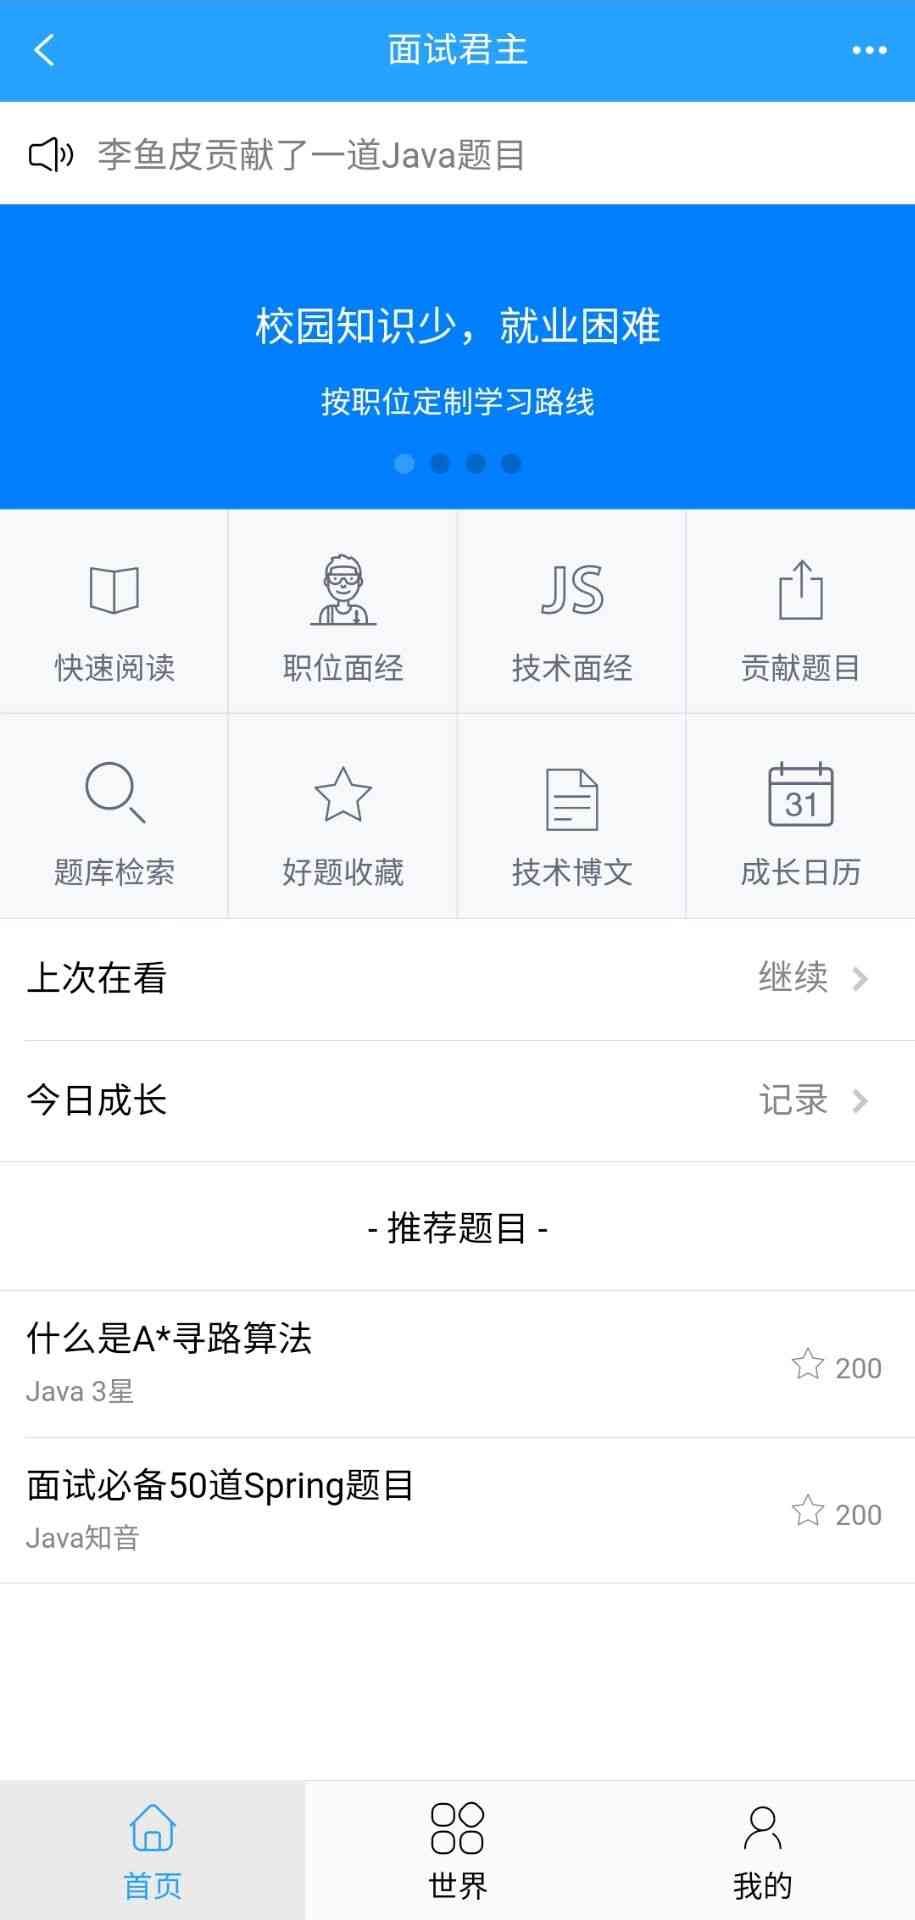 面试君主
李鱼皮贡献了一道Java题目
校园知识少，就业困难
按职位定制学习路线
快速阅读
职位面经
JS
技术面经
贡献题目
题库检索
好题收藏
技术博文
31
成长日历
上次在看
继续
今日成长
记录
- 推荐题目 -
什么是A*寻路算法
Java 3星
200
面试必备50道Spring题目
Java知音
200
首页
世界
我的